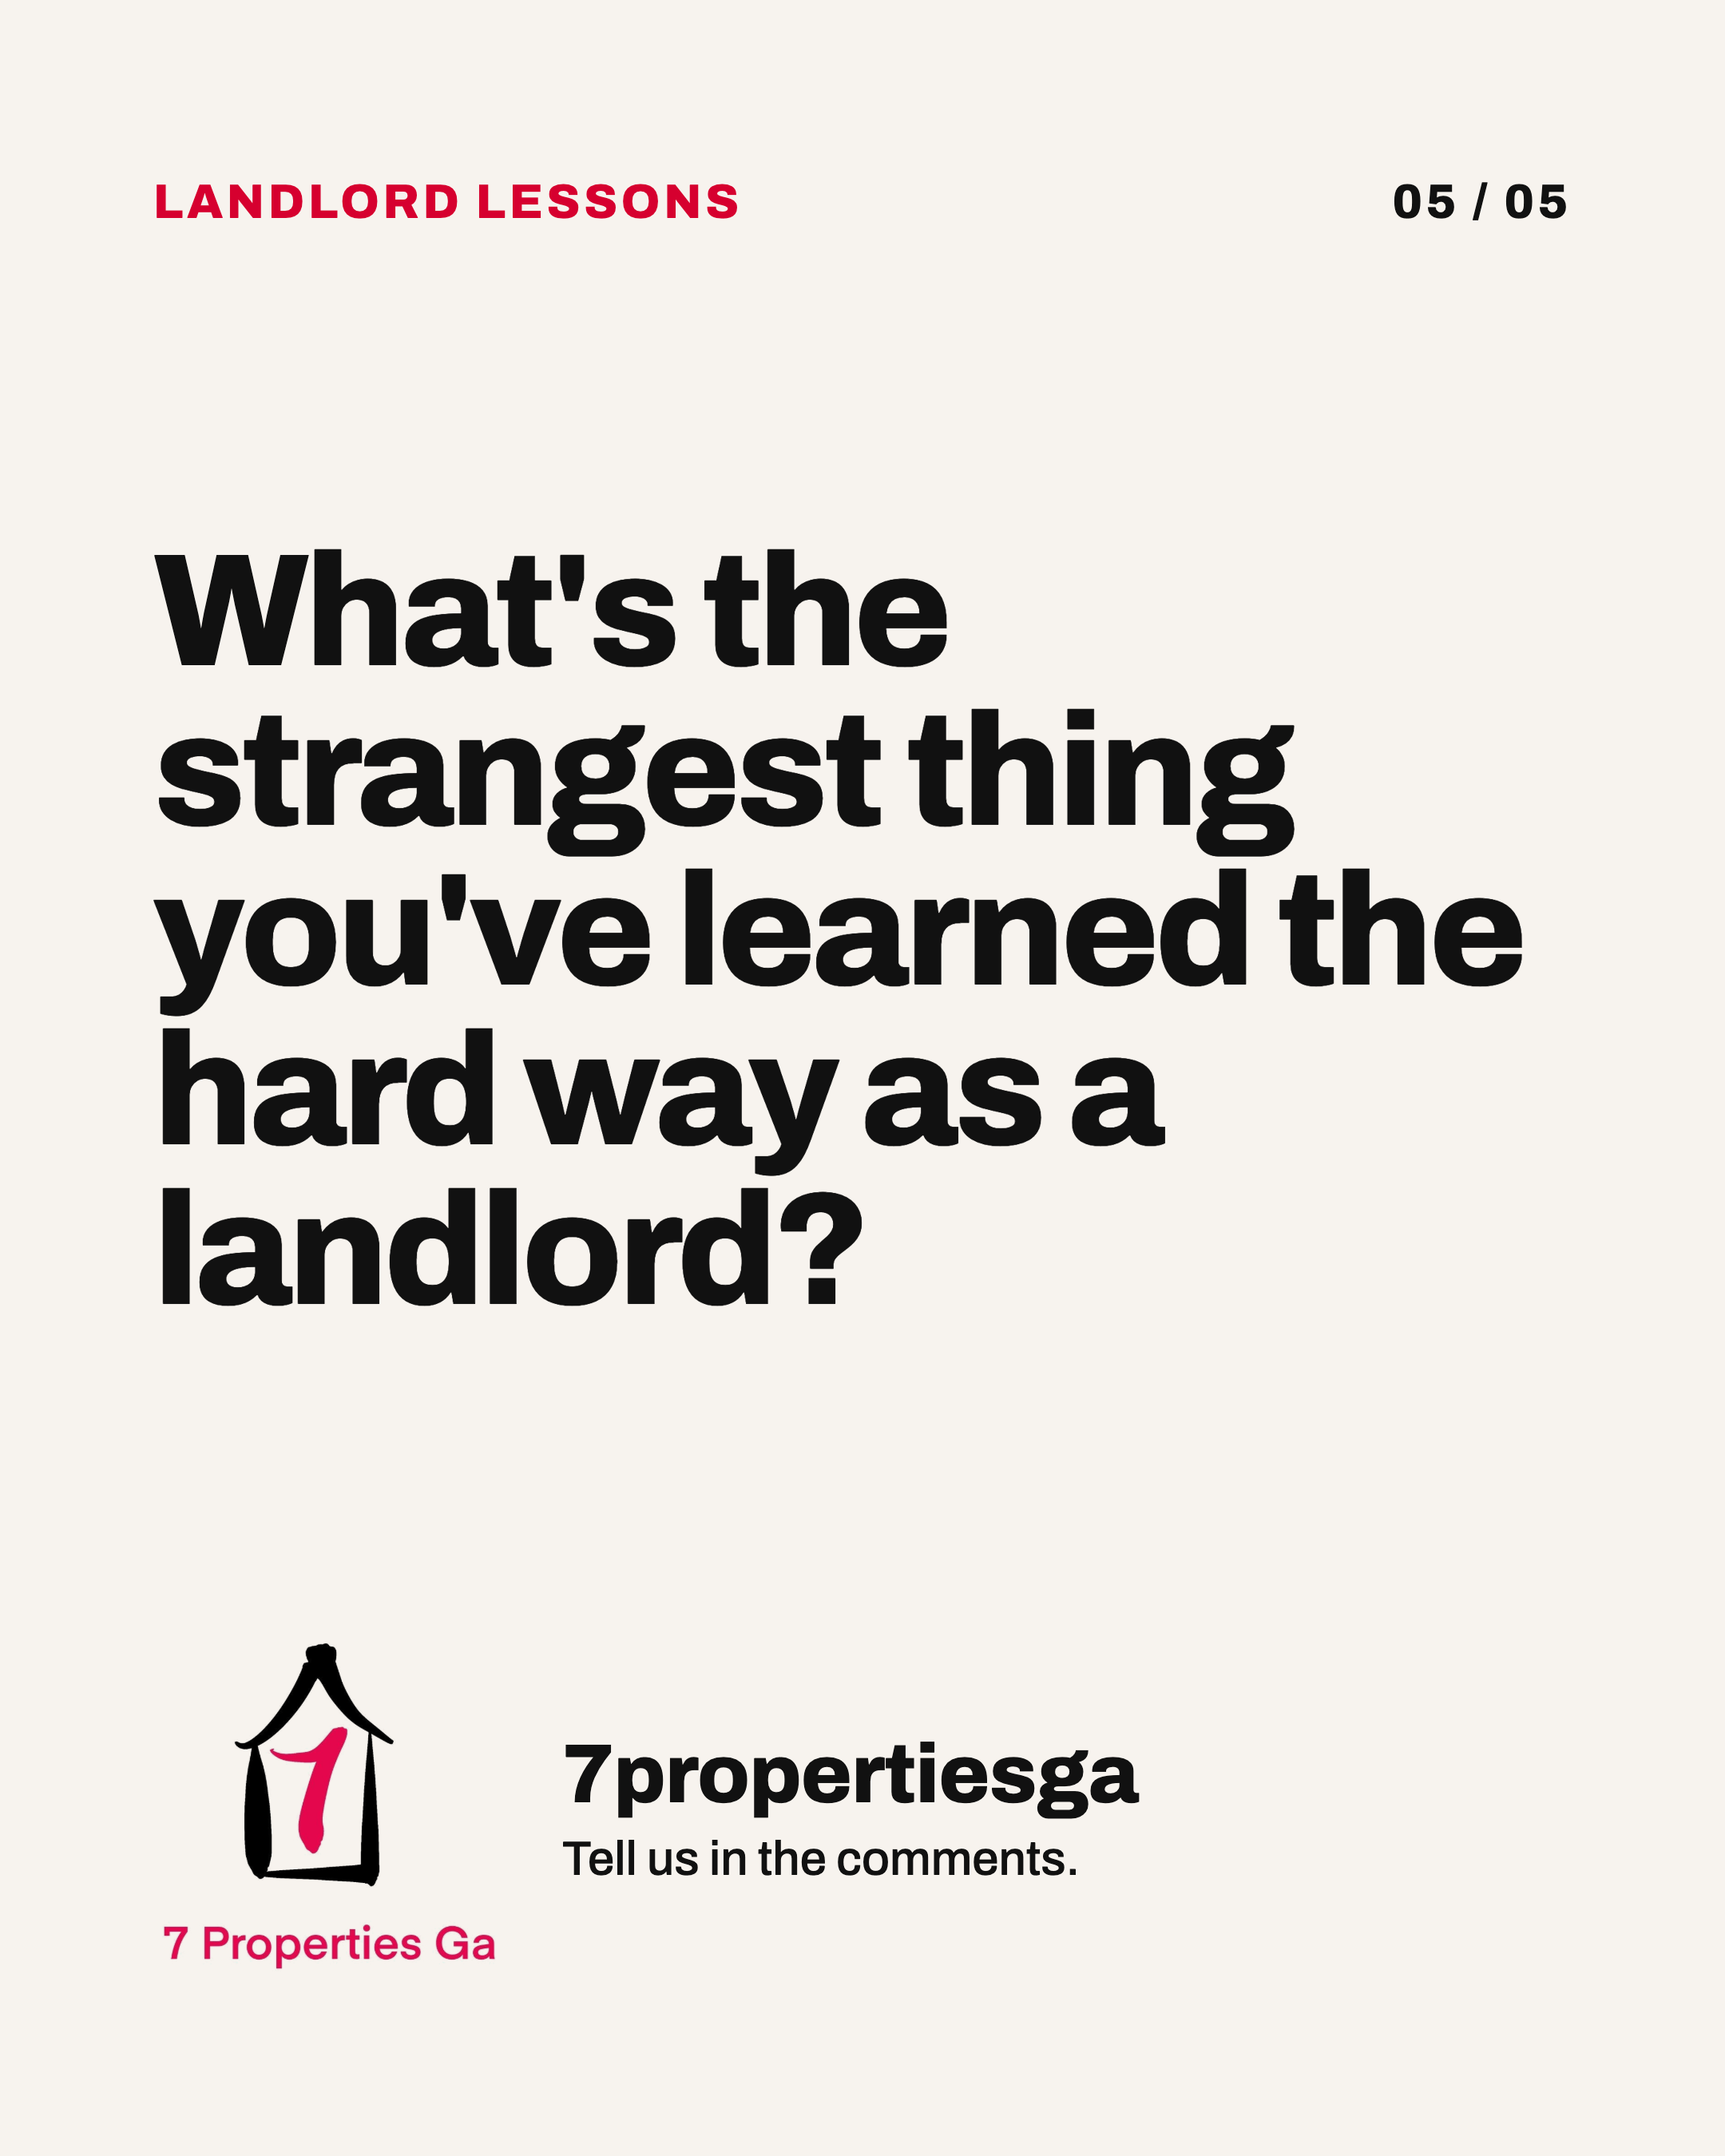 LANDLORD LESSONS
05 / 05
What's the
strangest thing
you've learned the
hard way as a
landlord?
7
7propertiesga
Tell us in the comments.
7 Properties Ga